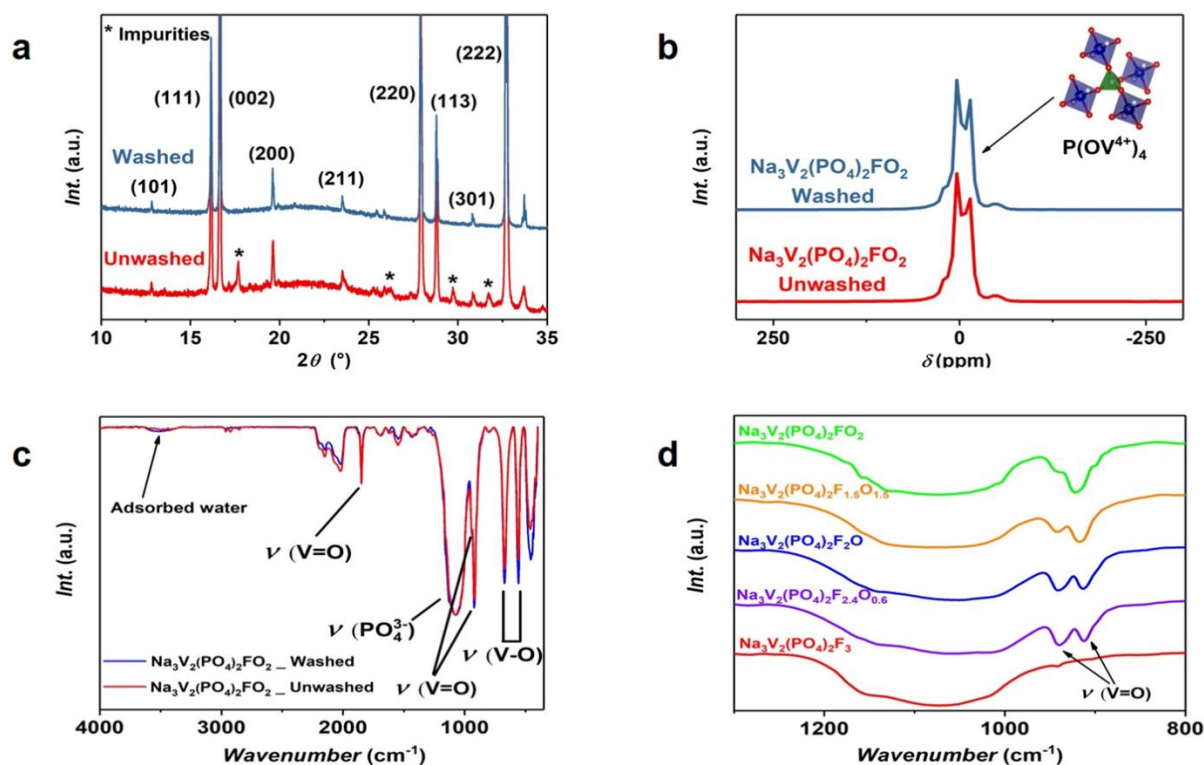 a
* Impurities
(111)
(002)
(220)
(222)
(113)
Washed
(101)
(200)
(211)
(301)
Unwashed
*
*
*
*
Int. (a.u.)
10
15
20
25
30
35
2θ (°)
b
P(OV⁴⁺)₄
Na₃V₂(PO₄)₂FO₂
Washed
Na₃V₂(PO₄)₂FO₂
Unwashed
Int. (a.u.)
250
0
-250
δ (ppm)
c
Adsorbed water
ν (V=O)
ν (PO₄³⁻)
ν (V-O)
ν (V=O)
Na₃V₂(PO₄)₂FO₂_ Washed
Na₃V₂(PO₄)₂FO₂_ Unwashed
Int. (a.u.)
4000
3000
2000
1000
Wavenumber (cm⁻¹)
d
Na₃V₂(PO₄)₂FO₂
Na₃V₂(PO₄)₂F₁.₅O₁.₅
Na₃V₂(PO₄)₂F₂O
Na₃V₂(PO₄)₂F₂.₄O₀.₆
Na₃V₂(PO₄)₂F₃
ν (V=O)
Int. (a.u.)
1200
1000
800
Wavenumber (cm⁻¹)